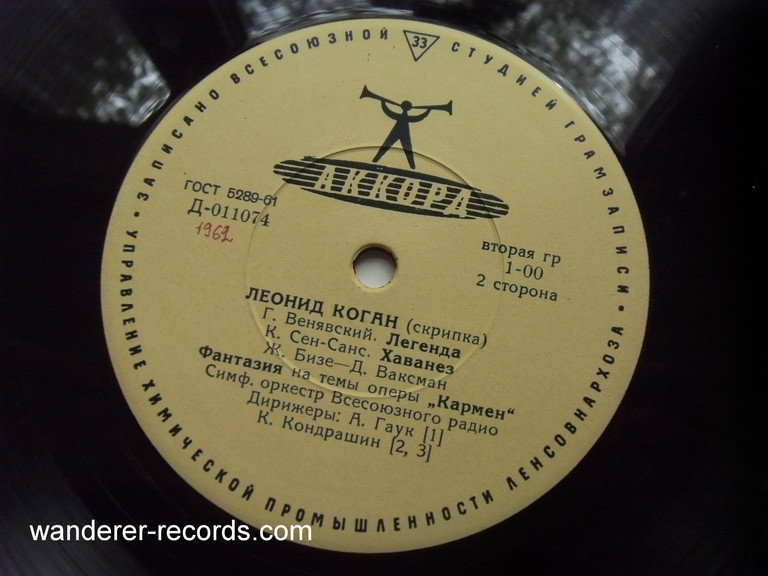 УПРАВЛЕНИЕ ХИМИЧЕСКОЙ ПРОМЫШЛЕННОСТИ ЛЕНСОВНАРХОЗА • ЗАПИСАНО ВСЕСОЮЗНОЙ 33 СТУДИЕЙ ГРАМЗАПИСИ •
АККОРД
ГОСТ 5289-61
Д-011074
1962
вторая гр
1-00
2 сторона
ЛЕОНИД КОГАН (скрипка)
Г. Венявский. Легенда
К. Сен-Санс. Хаванез
Ж. Бизе—Д. Ваксман
Фантазия на темы оперы „Кармен“
Симф. оркестр Всесоюзного радио
Дирижеры: А. Гаук [1]
К. Кондрашин [2, 3]
wanderer-records.com